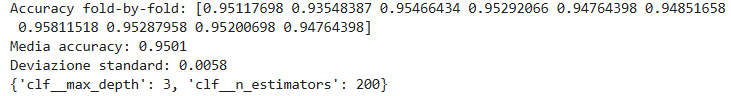 Accuracy fold-by-fold: [0.95117698 0.93548387 0.95466434 0.95292066 0.94764398 0.94851658
 0.95811518 0.95287958 0.95200698 0.94764398]
Media accuracy: 0.9501
Deviazione standard: 0.0058
{'clf__max_depth': 3, 'clf__n_estimators': 200}